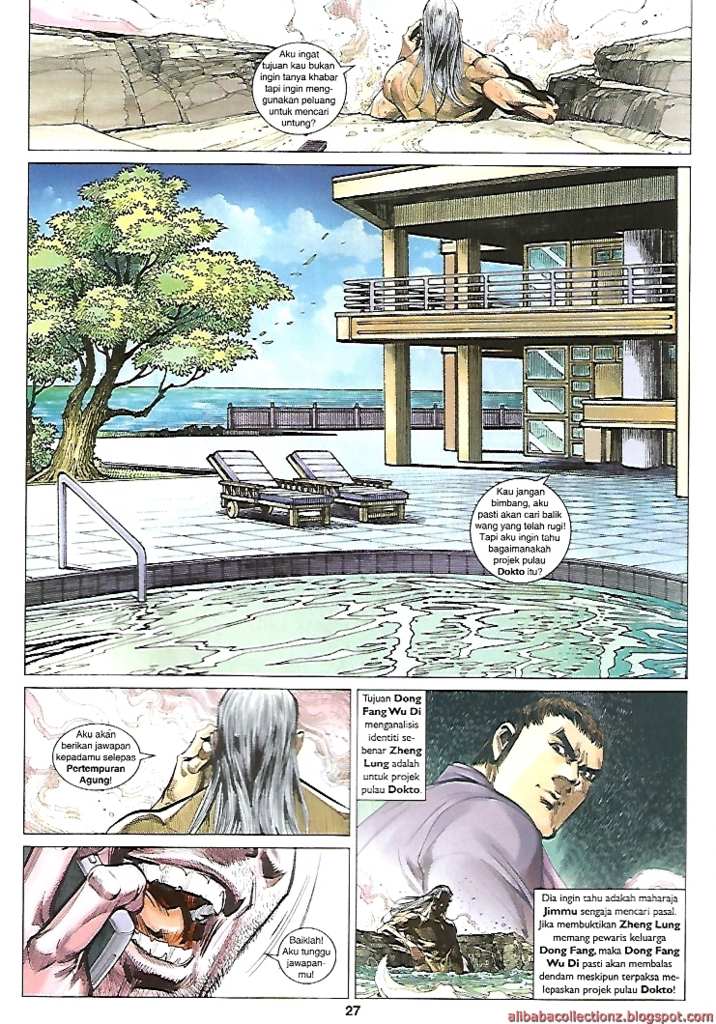 Aku ingat
tujuan kau bukan
ingin tanya khabar
tapi ingin meng-
gunakan peluang
untuk mencari
untung?
Kau jangan
bimbang, aku
pasti akan cari balik
wang yang telah rugi!
Tapi aku ingin tahu
bagaimanakah
projek pulau
Dokto itu?
Aku akan
berikan jawapan
kepadamu selepas
Pertempuran
Agung!
Tujuan Dong
Fang Wu Di
menganalisis
identiti se-
benar Zheng
Lung adalah
untuk projek
pulau Dokto.
Baiklah!
Aku tunggu
jawapan-
mu!
Dia ingin tahu adakah maharaja
Jimmu sengaja mencari pasal.
Jika membuktikan Zheng Lung
memang pewaris keluarga
Dong Fang, maka Dong Fang
Wu Di pasti akan membalas
dendam meskipun terpaksa me-
lepaskan projek pulau Dokto!
27
alibabacollectionz.blogspot.com